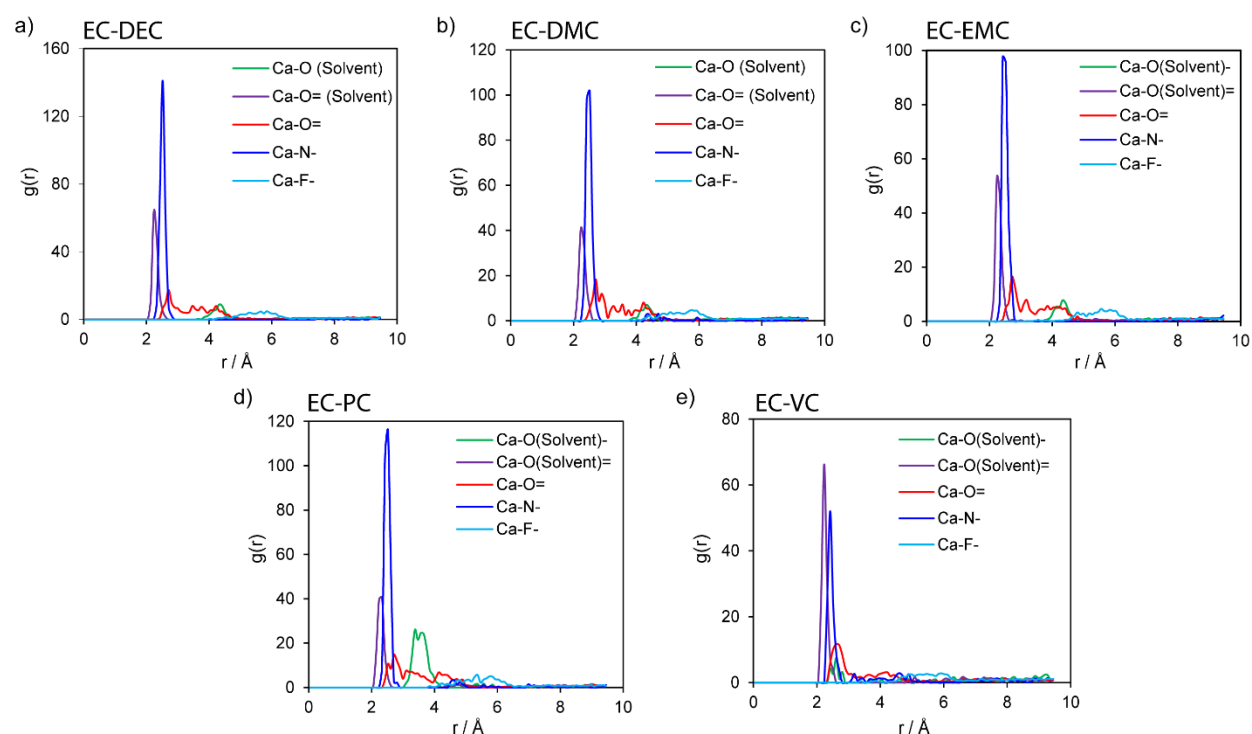 a)
EC-DEC
160
120
80
40
0
g(r)
0 2 4 6 8 10
r / Å
Ca-O (Solvent)
Ca-O= (Solvent)
Ca-O=
Ca-N-
Ca-F-
b)
EC-DMC
120
100
80
60
40
20
0
g(r)
0 2 4 6 8 10
r / Å
Ca-O (Solvent)
Ca-O= (Solvent)
Ca-O=
Ca-N-
Ca-F-
c)
EC-EMC
100
80
60
40
20
0
g(r)
0 2 4 6 8 10
r / Å
Ca-O(Solvent)-
Ca-O(Solvent)=
Ca-O=
Ca-N-
Ca-F-
d)
EC-PC
120
100
80
60
40
20
0
g(r)
0 2 4 6 8 10
r / Å
Ca-O(Solvent)-
Ca-O(Solvent)=
Ca-O=
Ca-N-
Ca-F-
e)
EC-VC
80
60
40
20
0
g(r)
0 2 4 6 8 10
r / Å
Ca-O(Solvent)-
Ca-O(Solvent)=
Ca-O=
Ca-N-
Ca-F-